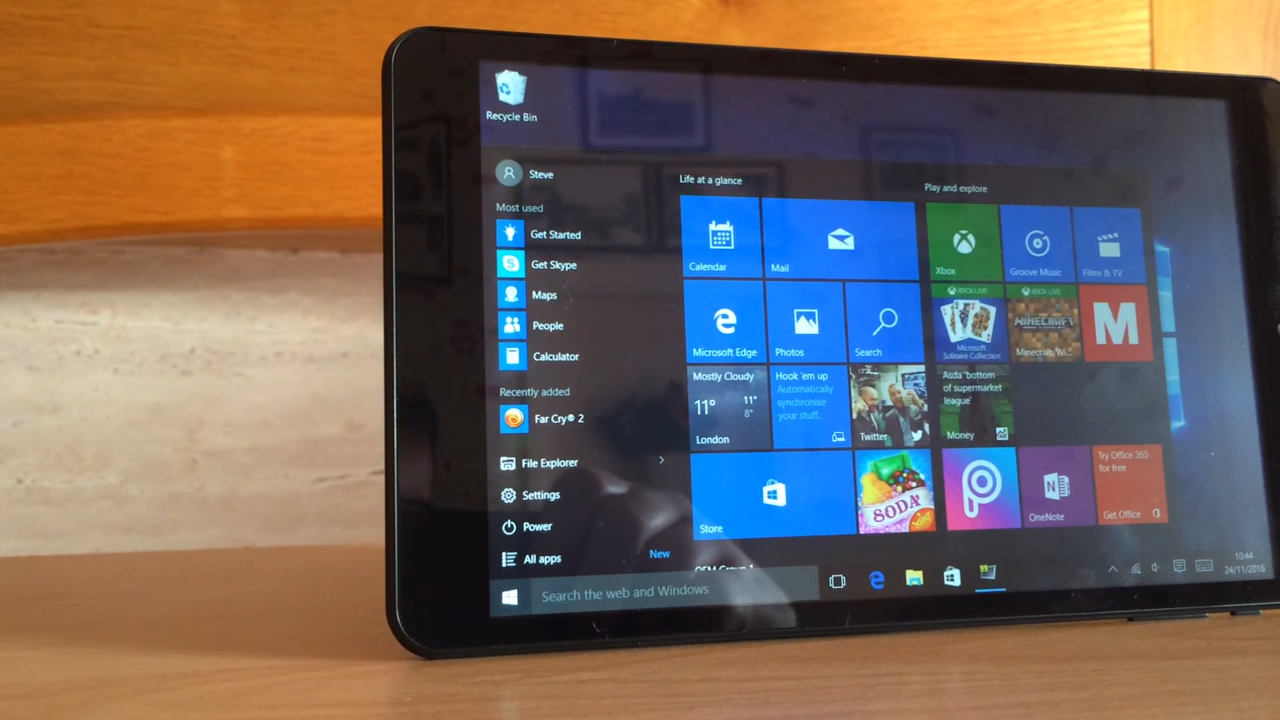 Recycle Bin
Steve
Most used
Get Started
Get Skype
Maps
People
Calculator
Recently added
Far Cry® 2
File Explorer
Settings
Power
All apps
New
Life at a glance
Calendar
Mail
Microsoft Edge
Photos
Search
Mostly Cloudy
11°
11°
8°
London
Hook 'em up
Automatically
synchronise
your stuff.
Twitter
Store
SODA
Play and explore
Xbox
Groove Music
Films & TV
XBOX LIVE
Microsoft
Solitaire Collection
XBOX LIVE
MINECRAFT
Minecraft: Wi...
M
Asda 'bottom
of supermarket
league'
Money
P
N
OneNote
Try Office 365
for free
Get Office
Search the web and Windows
10:44
24/11/2016